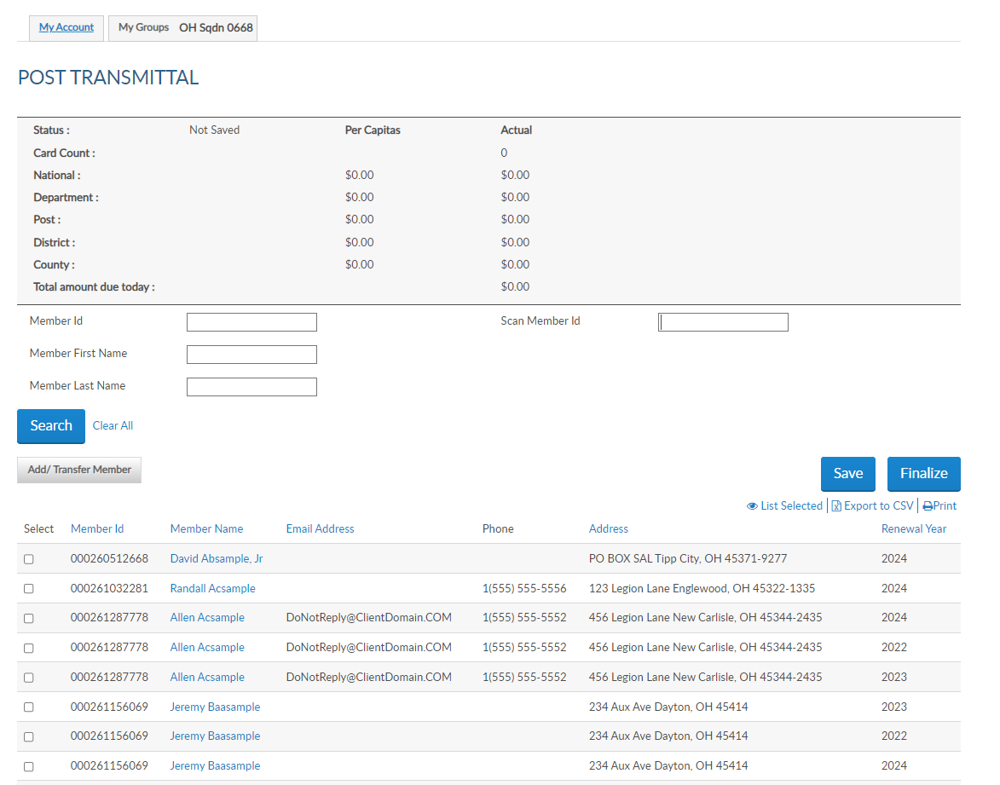 My Account My Groups OH Sqdn 0668
POST TRANSMITTAL
Status : Not Saved Per Capitas Actual
Card Count : 0
National : $0.00 $0.00
Department : $0.00 $0.00
Post : $0.00 $0.00
District : $0.00 $0.00
County : $0.00 $0.00
Total amount due today : $0.00
Member Id Scan Member Id
Member First Name
Member Last Name
Search Clear All
Add/ Transfer Member Save Finalize
List Selected Export to CSV Print
Select Member Id Member Name Email Address Phone Address Renewal Year
000260512668 David Absample, Jr PO BOX SAL Tipp City, OH 45371-9277 2024
000261032281 Randall Acsample 1(555) 555-5556 123 Legion Lane Englewood, OH 45322-1335 2024
000261287778 Allen Acsample DoNotReply@ClientDomain.COM 1(555) 555-5552 456 Legion Lane New Carlisle, OH 45344-2435 2024
000261287778 Allen Acsample DoNotReply@ClientDomain.COM 1(555) 555-5552 456 Legion Lane New Carlisle, OH 45344-2435 2022
000261287778 Allen Acsample DoNotReply@ClientDomain.COM 1(555) 555-5552 456 Legion Lane New Carlisle, OH 45344-2435 2023
000261156069 Jeremy Baasample 234 Aux Ave Dayton, OH 45414 2023
000261156069 Jeremy Baasample 234 Aux Ave Dayton, OH 45414 2022
000261156069 Jeremy Baasample 234 Aux Ave Dayton, OH 45414 2024